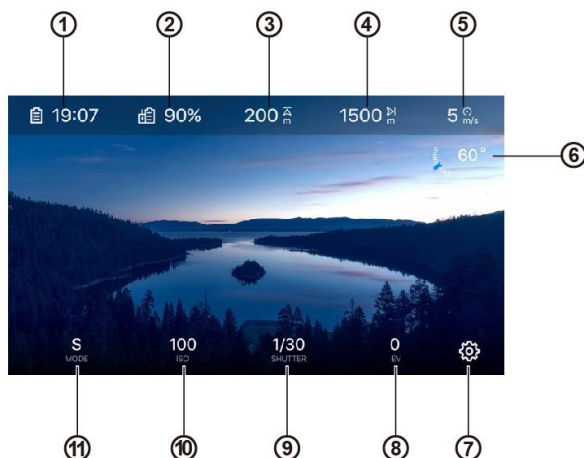 ① ② ③ ④ ⑤
19:07 90% 200 m 1500 m 5 m/s
60° ⑥
S 100 1/30 0
MODE ISO SHUTTER EV
⑪ ⑩ ⑨ ⑧ ⑦